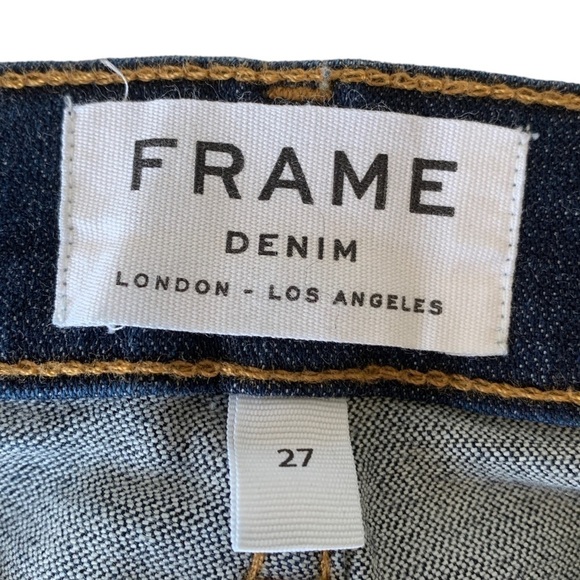 FRAME
DENIM
LONDON - LOS ANGELES
27